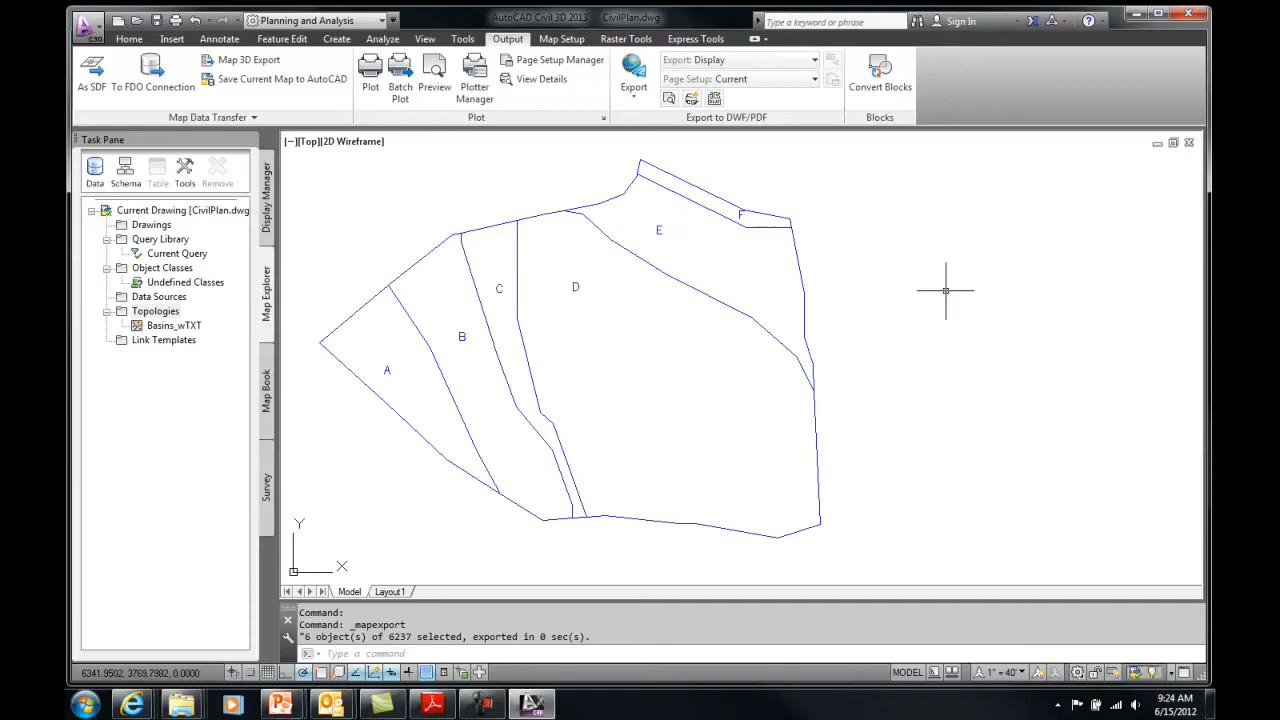 Planning and Analysis
AutoCAD Civil 3D 2013 CivilPlan.dwg
Type a keyword or phrase
Sign In
C3D
Home Insert Annotate Feature Edit Create Analyze View Tools Output Map Setup Raster Tools Express Tools
As SDF
To FDO Connection
Map 3D Export
Save Current Map to AutoCAD
Map Data Transfer
Plot
Batch Plot
Preview
Plotter Manager
Page Setup Manager
View Details
Plot
Export
Export: Display
Page Setup: Current
Export to DWF/PDF
Convert Blocks
Blocks
Task Pane
Data Schema Table Tools Remove
Current Drawing [CivilPlan.dwg
Drawings
Query Library
Current Query
Object Classes
Undefined Classes
Data Sources
Topologies
Basins_wTXT
Link Templates
Display Manager
Map Explorer
Map Book
Survey
[−][Top][2D Wireframe]
A
B
C
D
E
F
Y
X
Model Layout1
Command:
Command: _mapexport
"6 object(s) of 6237 selected, exported in 0 sec(s).
Type a command
6341.9502, 3769.7982, 0.0000
MODEL
1" = 40'
9:24 AM
6/15/2012